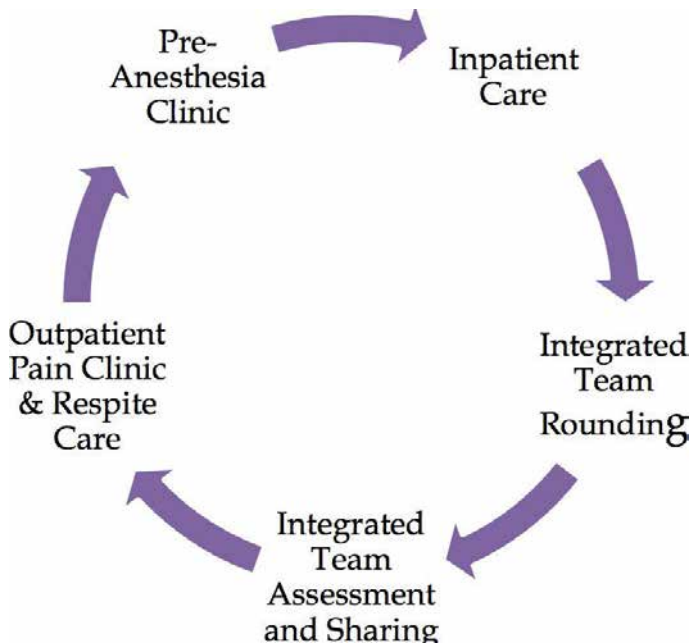 Pre-
Anesthesia
Clinic
Inpatient
Care
Integrated
Team
Rounding
Integrated
Team
Assessment
and Sharing
Outpatient
Pain Clinic
& Respite
Care